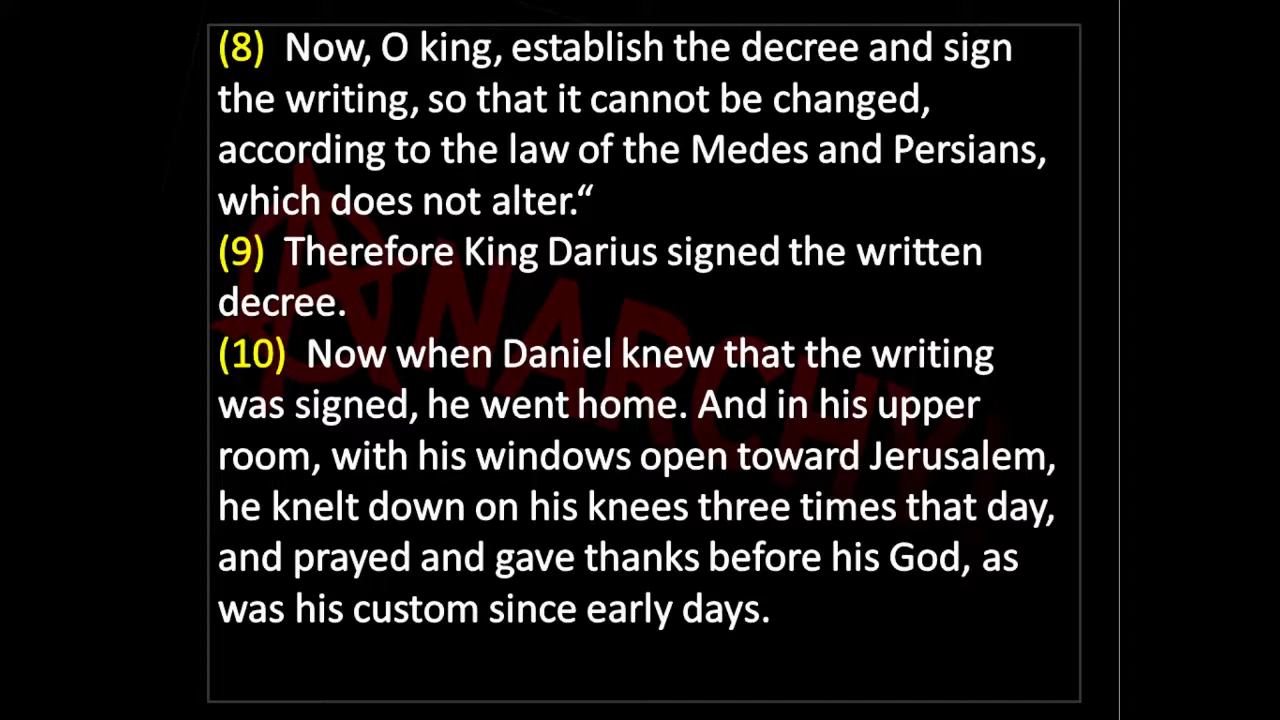 (8) Now, O king, establish the decree and sign
the writing, so that it cannot be changed,
according to the law of the Medes and Persians,
which does not alter.“
(9) Therefore King Darius signed the written
decree.
(10) Now when Daniel knew that the writing
was signed, he went home. And in his upper
room, with his windows open toward Jerusalem,
he knelt down on his knees three times that day,
and prayed and gave thanks before his God, as
was his custom since early days.
ANARCHY!